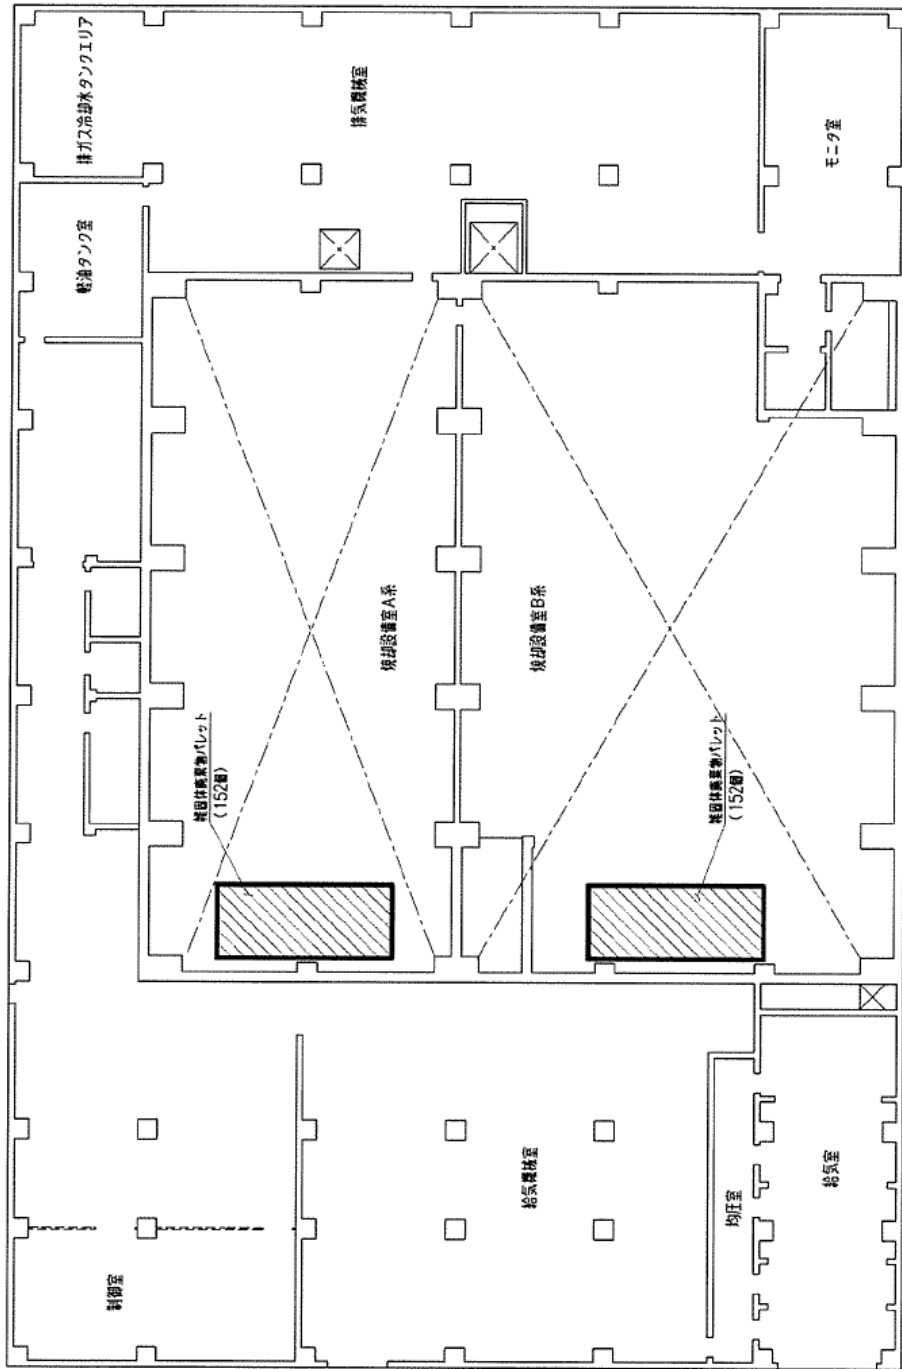 排ガス冷却水タンクエリア
軽油タンク室
排気機械室
モニタ室
焼却設備室A系
焼却設備室B系
雑固体廃棄物パレット
(152個)
雑固体廃棄物パレット
(152個)
制御室
給気機械室
均圧室
給気室